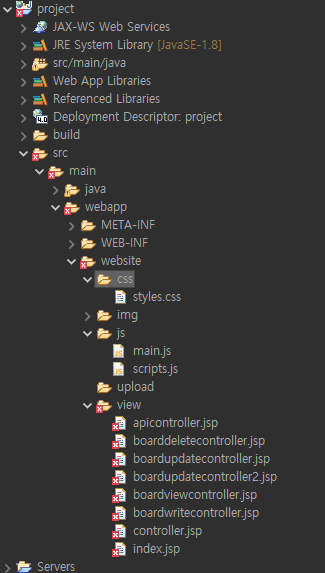 project
JAX-WS Web Services
JRE System Library [JavaSE-1.8]
src/main/java
Web App Libraries
Referenced Libraries
Deployment Descriptor: project
build
src
main
java
webapp
META-INF
WEB-INF
website
css
styles.css
img
js
main.js
scripts.js
upload
view
apicontroller.jsp
boarddeletecontroller.jsp
boardupdatecontroller.jsp
boardupdatecontroller2.jsp
boardviewcontroller.jsp
boardwritecontroller.jsp
controller.jsp
index.jsp
Servers